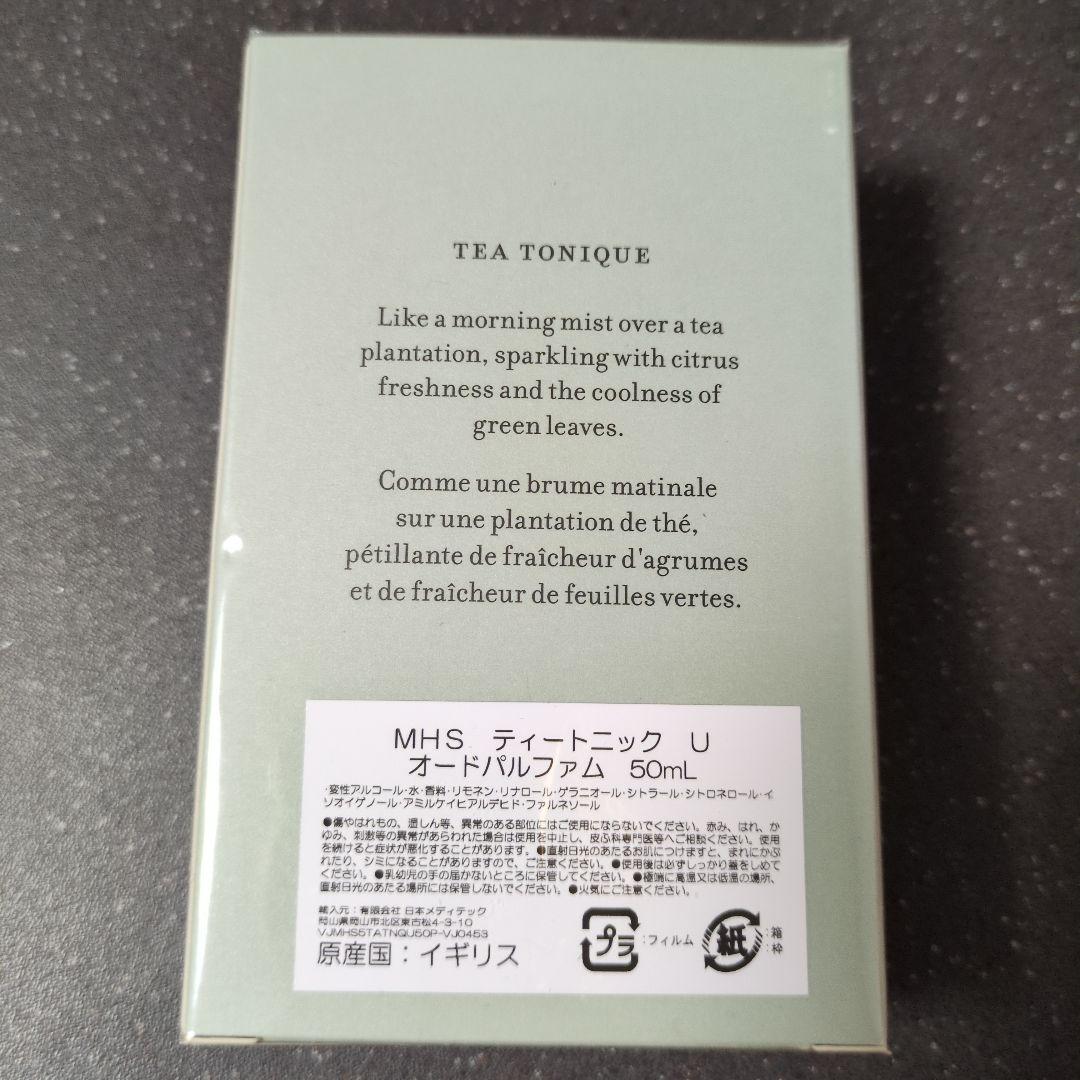 TEA TONIQUE
Like a morning mist over a tea
plantation, sparkling with citrus
freshness and the coolness of
green leaves.
Comme une brume matinale
sur une plantation de thé,
pétillante de fraîcheur d'agrumes
et de fraîcheur de feuilles vertes.
MHS ティートニック U
オードパルファム 50mL
・変性アルコール・水・香料・リモネン・リナロール・ゲラニオール・シトラール・シトロネロール・イ
ソオイゲノール・アミルケイヒアルデヒド・ファルネソール
●傷やはれもの、湿しん等、異常のある部位にはご使用にならないでください。赤み、はれ、か
ゆみ、刺激等の異常があらわれた場合は使用を中止し、皮ふ科専門医等へご相談ください。使用
を続けると症状が悪化することがあります。●直射日光のあたるお肌につけますと、まれにかぶ
れたり、シミになることがありますので、ご注意ください。●使用後は必ずしっかり蓋をしめて
ください。●乳幼児の手の届かないところに保管してください。●極端に高温又は低温の場所、
直射日光のあたる場所には保管しないでください。●火気にご注意ください。
輸入元：有限会社 日本メディテック
岡山県岡山市北区東古松4-3-10
VJMHS5TATNQU50P-VJ0453
原産国：イギリス
プラ
：フィルム
紙
：箱
：枠